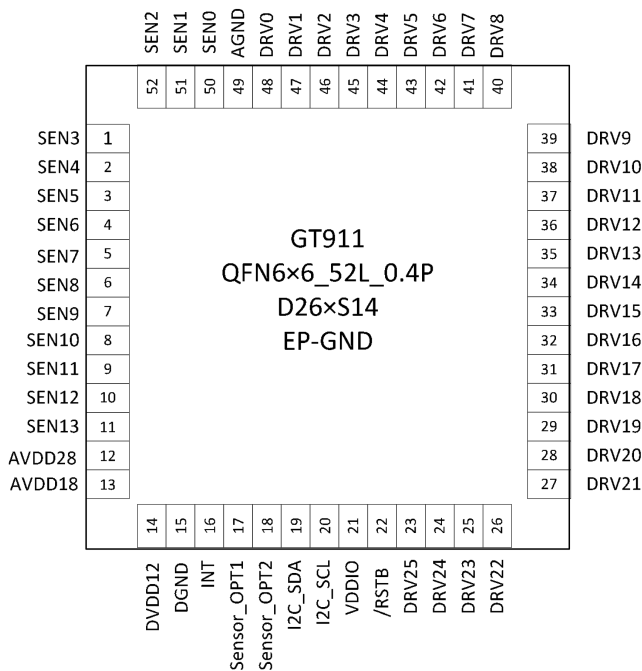 SEN2 SEN1 SEN0 AGND DRV0 DRV1 DRV2 DRV3 DRV4 DRV5 DRV6 DRV7 DRV8
52 51 50 49 48 47 46 45 44 43 42 41 40
SEN3 1 39 DRV9
SEN4 2 38 DRV10
SEN5 3 37 DRV11
SEN6 4 36 DRV12
SEN7 5 35 DRV13
SEN8 6 34 DRV14
SEN9 7 33 DRV15
SEN10 8 32 DRV16
SEN11 9 31 DRV17
SEN12 10 30 DRV18
SEN13 11 29 DRV19
AVDD28 12 28 DRV20
AVDD18 13 27 DRV21
GT911
QFN6×6_52L_0.4P
D26×S14
EP-GND
14 15 16 17 18 19 20 21 22 23 24 25 26
DVDD12 DGND INT Sensor_OPT1 Sensor_OPT2 I2C_SDA I2C_SCL VDDIO /RSTB DRV25 DRV24 DRV23 DRV22